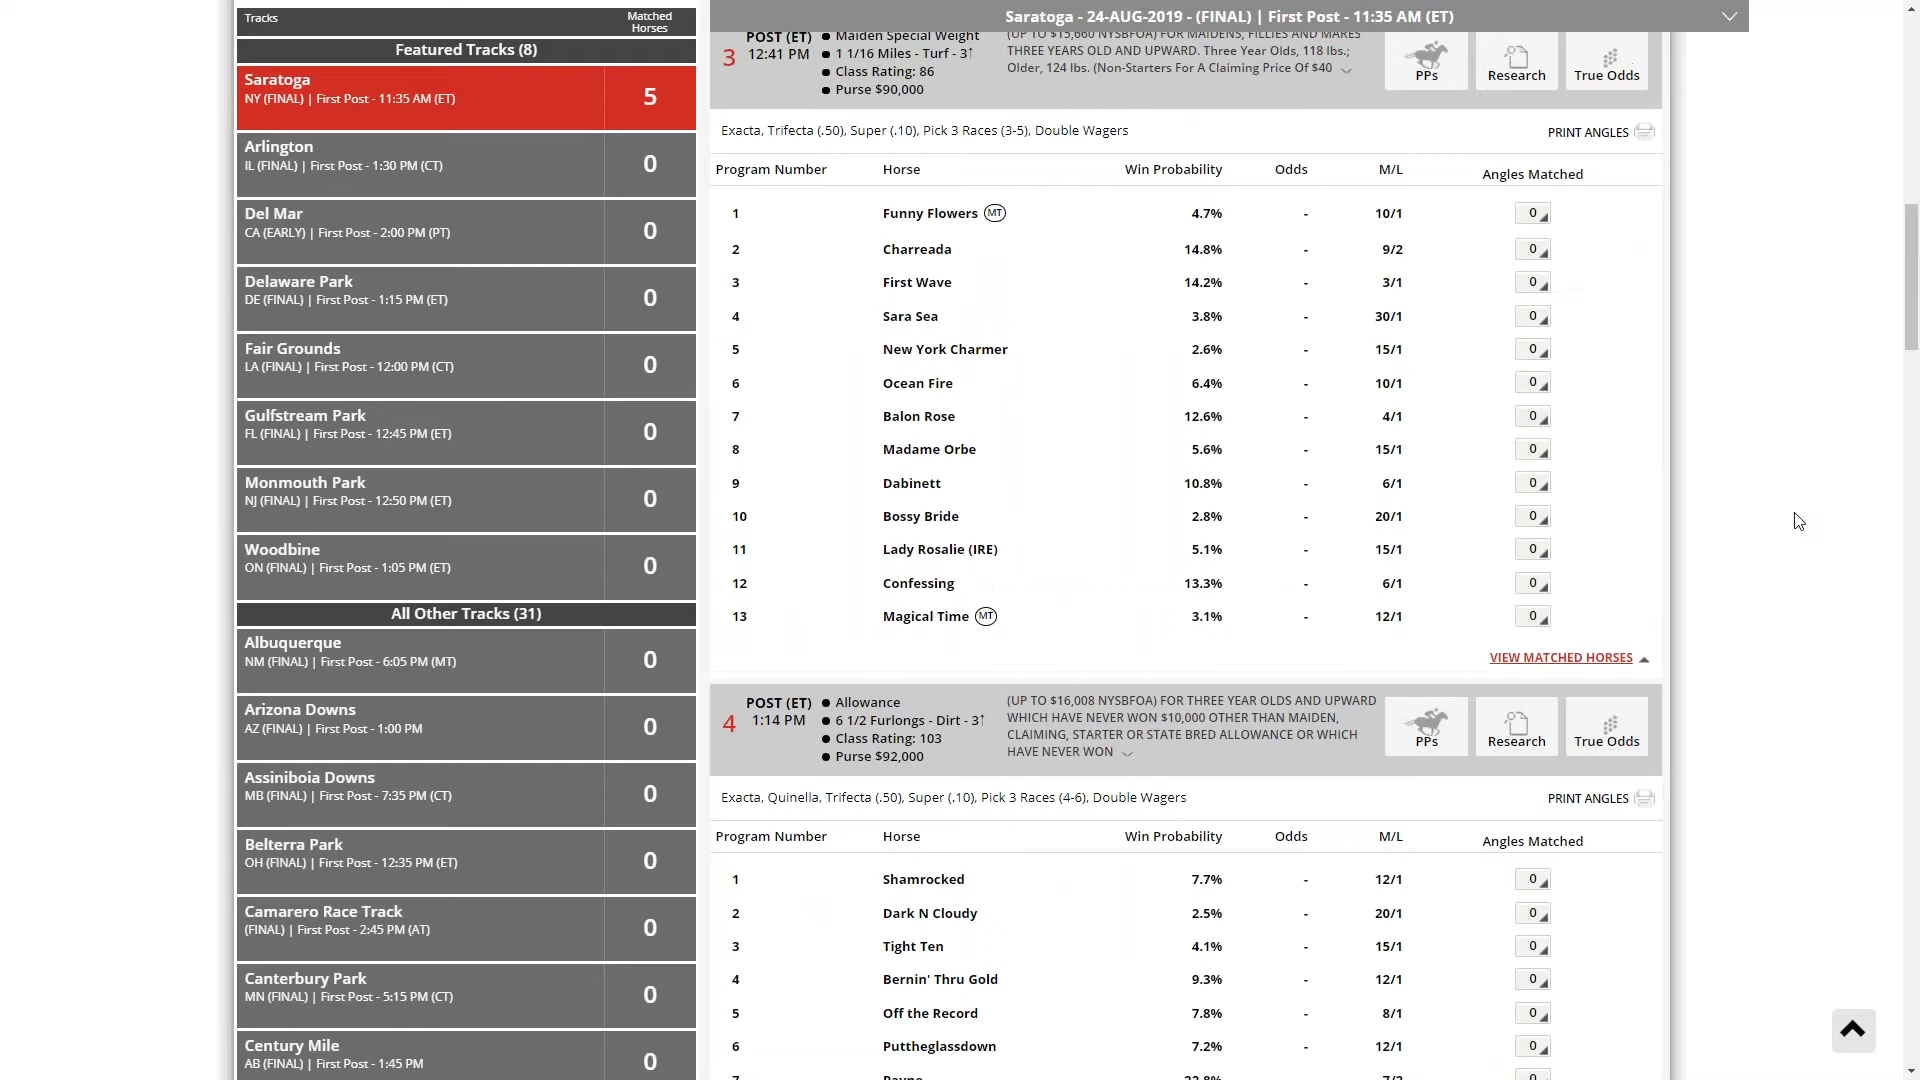 Tracks
Matched
Horses
Featured Tracks (8)
Saratoga
NY (FINAL) | First Post - 11:35 AM (ET)
5
Arlington
IL (FINAL) | First Post - 1:30 PM (CT)
0
Del Mar
CA (EARLY) | First Post - 2:00 PM (PT)
0
Delaware Park
DE (FINAL) | First Post - 1:15 PM (ET)
0
Fair Grounds
LA (FINAL) | First Post - 12:00 PM (CT)
0
Gulfstream Park
FL (FINAL) | First Post - 12:45 PM (ET)
0
Monmouth Park
NJ (FINAL) | First Post - 12:50 PM (ET)
0
Woodbine
ON (FINAL) | First Post - 1:05 PM (ET)
0
All Other Tracks (31)
Albuquerque
NM (FINAL) | First Post - 6:05 PM (MT)
0
Arizona Downs
AZ (FINAL) | First Post - 1:00 PM
0
Assiniboia Downs
MB (FINAL) | First Post - 7:35 PM (CT)
0
Belterra Park
OH (FINAL) | First Post - 12:35 PM (ET)
0
Camarero Race Track
(FINAL) | First Post - 2:45 PM (AT)
0
Canterbury Park
MN (FINAL) | First Post - 5:15 PM (CT)
0
Century Mile
AB (FINAL) | First Post - 1:45 PM
0
Saratoga - 24-AUG-2019 - (FINAL) | First Post - 11:35 AM (ET)
3
POST (ET)
12:41 PM
● Maiden Special Weight
● 1 1/16 Miles - Turf - 3↑
● Class Rating: 86
● Purse $90,000
(UP TO $15,660 NYSBFOA) FOR MAIDENS, FILLIES AND MARES
THREE YEARS OLD AND UPWARD. Three Year Olds, 118 lbs.;
Older, 124 lbs. (Non-Starters For A Claiming Price Of $40
PPs
Research
True Odds
Exacta, Trifecta (.50), Super (.10), Pick 3 Races (3-5), Double Wagers
PRINT ANGLES
Program Number Horse Win Probability Odds M/L Angles Matched
1 Funny Flowers MT 4.7% - 10/1 0
2 Charreada 14.8% - 9/2 0
3 First Wave 14.2% - 3/1 0
4 Sara Sea 3.8% - 30/1 0
5 New York Charmer 2.6% - 15/1 0
6 Ocean Fire 6.4% - 10/1 0
7 Balon Rose 12.6% - 4/1 0
8 Madame Orbe 5.6% - 15/1 0
9 Dabinett 10.8% - 6/1 0
10 Bossy Bride 2.8% - 20/1 0
11 Lady Rosalie (IRE) 5.1% - 15/1 0
12 Confessing 13.3% - 6/1 0
13 Magical Time MT 3.1% - 12/1 0
VIEW MATCHED HORSES
4
POST (ET)
1:14 PM
● Allowance
● 6 1/2 Furlongs - Dirt - 3↑
● Class Rating: 103
● Purse $92,000
(UP TO $16,008 NYSBFOA) FOR THREE YEAR OLDS AND UPWARD
WHICH HAVE NEVER WON $10,000 OTHER THAN MAIDEN,
CLAIMING, STARTER OR STATE BRED ALLOWANCE OR WHICH
HAVE NEVER WON
PPs
Research
True Odds
Exacta, Quinella, Trifecta (.50), Super (.10), Pick 3 Races (4-6), Double Wagers
PRINT ANGLES
Program Number Horse Win Probability Odds M/L Angles Matched
1 Shamrocked 7.7% - 12/1 0
2 Dark N Cloudy 2.5% - 20/1 0
3 Tight Ten 4.1% - 15/1 0
4 Bernin' Thru Gold 9.3% - 12/1 0
5 Off the Record 7.8% - 8/1 0
6 Puttheglassdown 7.2% - 12/1 0